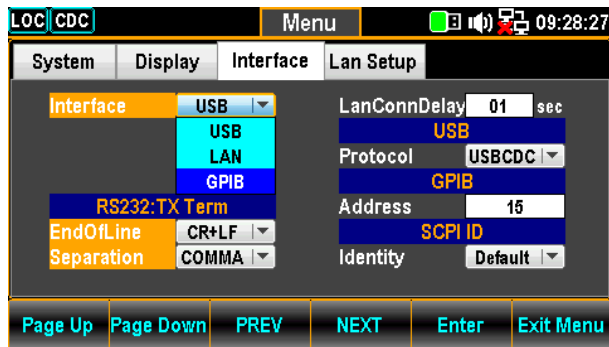 LOC CDC Menu 09:28:27
System Display Interface Lan Setup
Interface USB LanConnDelay 01 sec
USB USB
LAN Protocol USBCDC
GPIB GPIB
RS232:TX Term Address 15
EndOfLine CR+LF SCPI ID
Separation COMMA Identity Default
Page Up Page Down PREV NEXT Enter Exit Menu